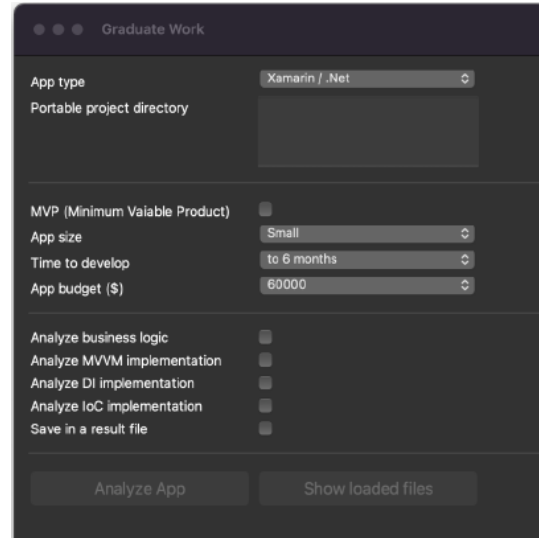 Graduate Work
App type Xamarin / .Net
Portable project directory
MVP (Minimum Vaiable Product)
App size Small
Time to develop to 6 months
App budget ($) 60000
Analyze business logic
Analyze MVVM implementation
Analyze DI implementation
Analyze IoC implementation
Save in a result file
Analyze App Show loaded files